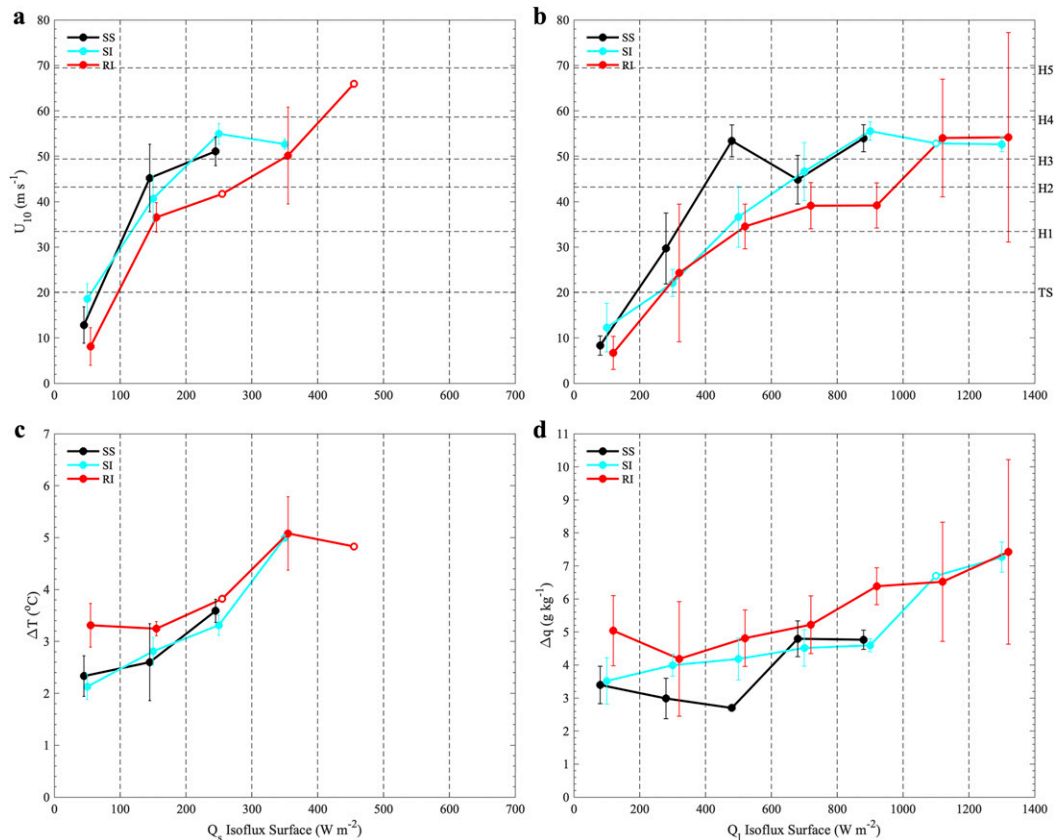 a
b
80
70
60
50
40
30
20
10
0
U10 (m s-1)
SS
SI
RI
0 100 200 300 400 500 600 700
80
70
60
50
40
30
20
10
0
SS
SI
RI
H5
H4
H3
H2
H1
TS
0 200 400 600 800 1000 1200 1400
c
d
7
6
5
4
3
2
1
0
ΔT (oC)
SS
SI
RI
0 100 200 300 400 500 600 700
Qs Isoflux Surface (W m-2)
11
10
9
8
7
6
5
4
3
2
1
0
Δq (g kg-1)
SS
SI
RI
0 200 400 600 800 1000 1200 1400
Ql Isoflux Surface (W m-2)